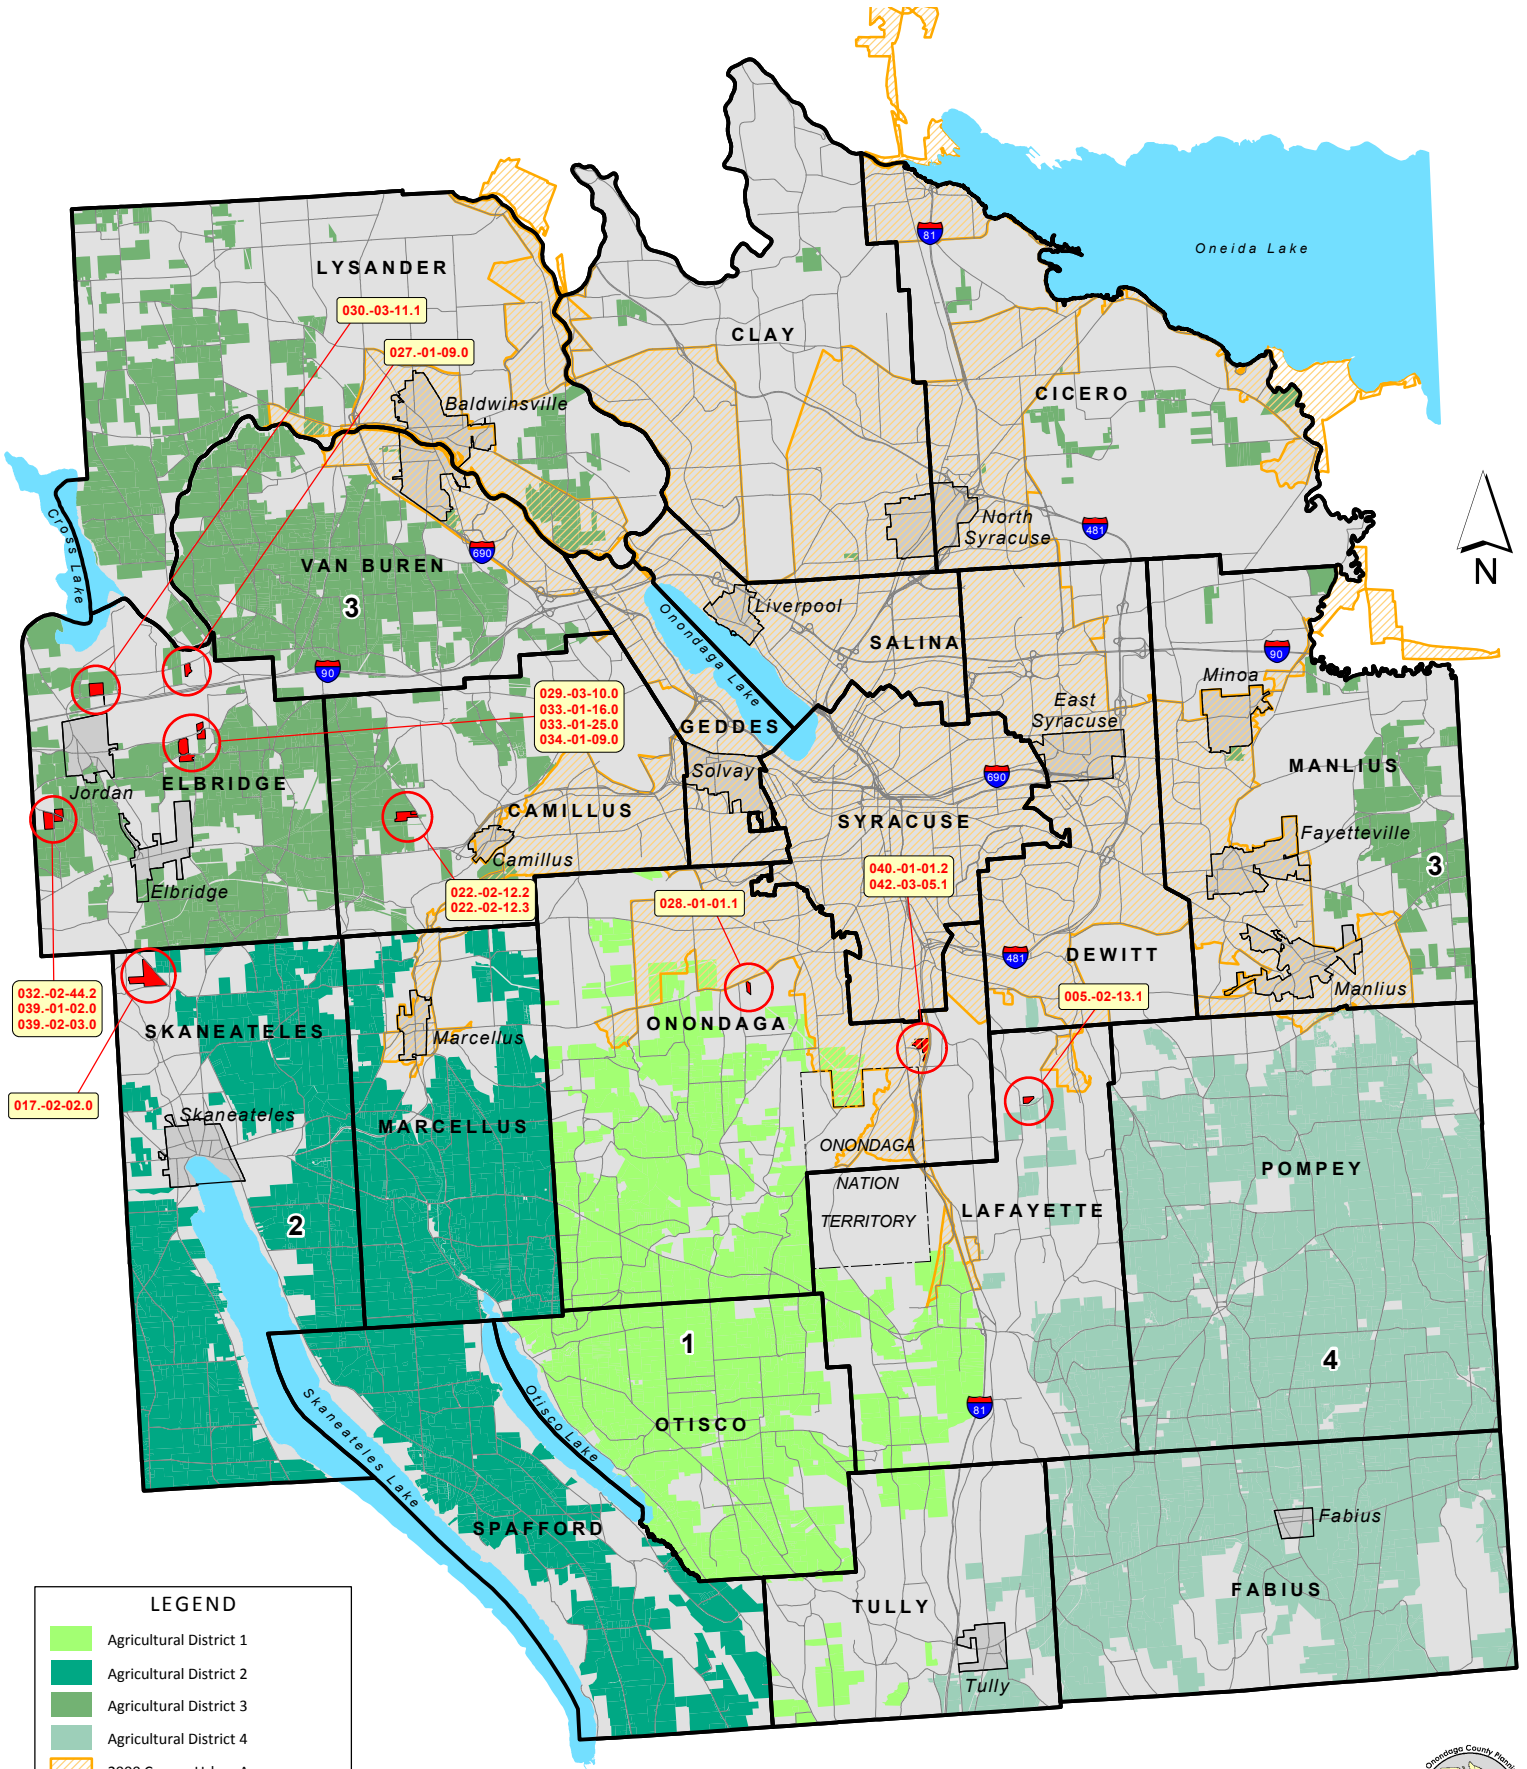 Oneida Lake
81
LYSANDER
030.-03-11.1
CLAY
027.-01-09.0
CICERO
Baldwinsville
Cross Lake
North
Syracuse
481
690
N
VAN BUREN
3
Liverpool
Onondaga Lake
SALINA
90
90
Minoa
029.-03-10.0
033.-01-16.0
033.-01-25.0
034.-01-09.0
East
Syracuse
GEDDES
Solvay
690
MANLIUS
ELBRIDGE
Jordan
CAMILLUS
SYRACUSE
Fayetteville
Camillus
040.-01-01.2
042.-03-05.1
3
Elbridge
022.-02-12.2
022.-02-12.3
028.-01-01.1
481
DEWITT
Manlius
032.-02-44.2
039.-01-02.0
039.-02-03.0
005.-02-13.1
SKANEATELES
ONONDAGA
Marcellus
017.-02-02.0
Skaneateles
MARCELLUS
ONONDAGA
NATION
TERRITORY
POMPEY
LAFAYETTE
2
1
4
Skaneateles Lake
Otisco Lake
81
OTISCO
SPAFFORD
Fabius
FABIUS
TULLY
Tully
LEGEND
Agricultural District 1
Agricultural District 2
Agricultural District 3
Agricultural District 4
Onondaga County